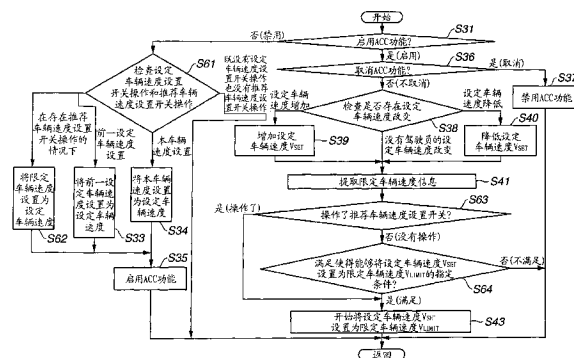 开始
S31
启用ACC功能?
否(禁用)
是(启用)
S36
取消ACC功能?
是(取消)
S37
禁用ACC功能
否(不取消)
S61
检查设定
车辆速度设置
开关操作和推荐车辆
速度设置开关操作
既没有设定
车辆速度设置
开关操作
也没有推荐
车辆速度设置
开关操作
设定车辆
速度增加
检查是否存在设定
车辆速度
改变
设定车辆
速度降低
S38
S39
增加设定
车辆速度VSET
没有驾驶员的设
定车辆速度改变
S40
降低设定
车辆速度VSET
在存在推荐
车辆速度设置
开关操作的
情况下
前一设定
车辆速度
设置
本车辆
速度设置
将限定
车辆速度
设置为
设定
车辆速度
S62
将前一设定
车辆速
度设置为
设定车辆
速度
S33
将本车辆
速度设置为
设定车辆
速度
S34
S35
启用ACC功能
提取限定车辆速度信息
S41
S63
操作了推荐车辆速度设置开关?
是(操作了)
否(没有操作)
满足使得能够将设定车辆速度VSET
设置为限定车辆速度VLIMIT的指定
条件?
S64
否(不满足)
是(满足)
开始将设定车辆速度VSET
设置为限定车辆速度VLIMIT
S43
返回